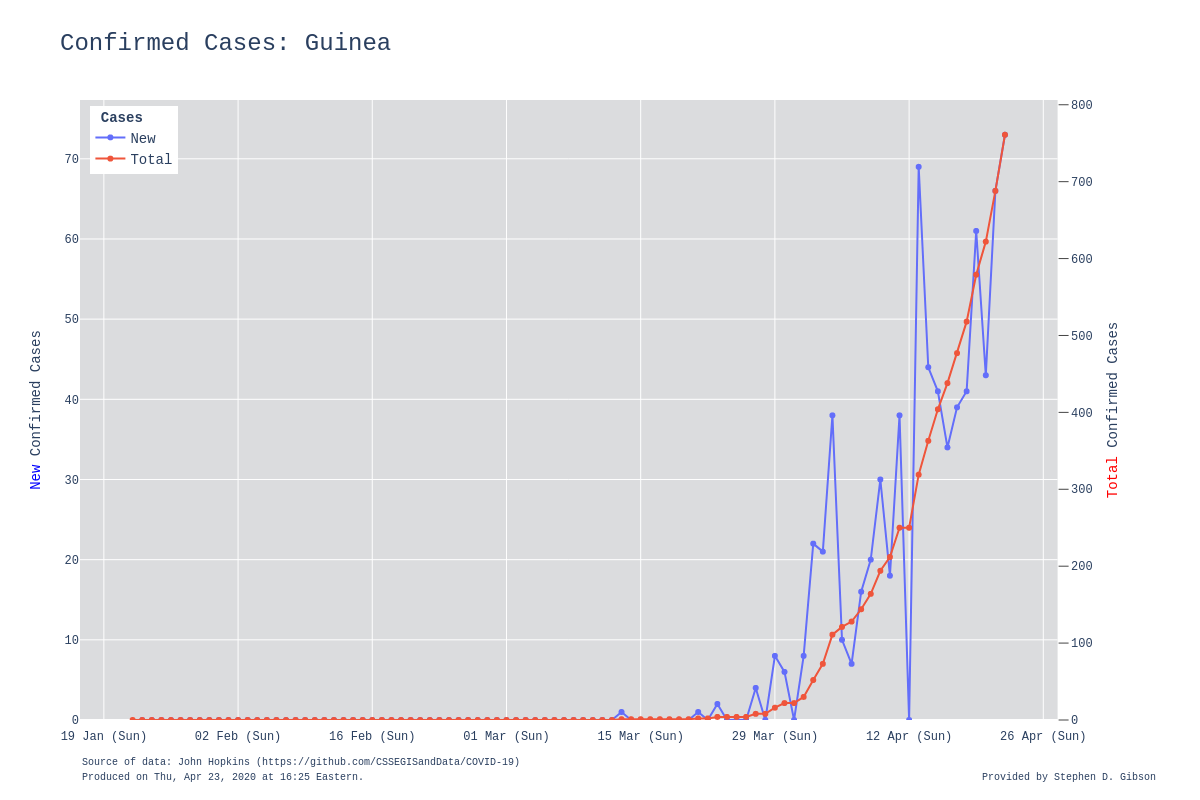 Confirmed Cases: Guinea
Cases
New
Total
70
60
50
40
30
20
10
0
800
700
600
500
400
300
200
100
0
New Confirmed Cases
Total Confirmed Cases
19 Jan (Sun) 02 Feb (Sun) 16 Feb (Sun) 01 Mar (Sun) 15 Mar (Sun) 29 Mar (Sun) 12 Apr (Sun) 26 Apr (Sun)
Source of data: John Hopkins (https://github.com/CSSEGISandData/COVID-19)
Produced on Thu, Apr 23, 2020 at 16:25 Eastern.
Provided by Stephen D. Gibson